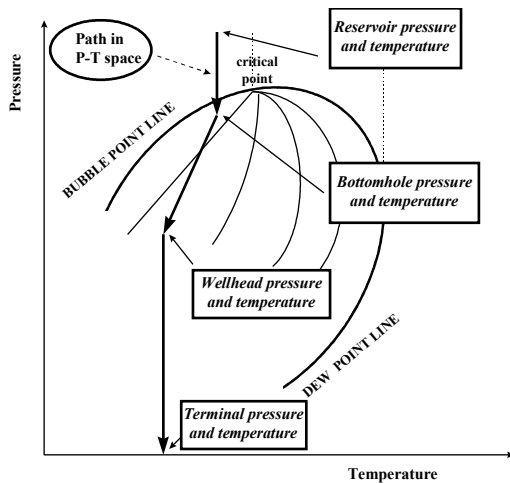 Reservoir pressure
and temperature
Path in
P-T space
critical
point
Pressure
BUBBLE POINT LINE
Bottomhole pressure
and temperature
Wellhead pressure
and temperature
DEW POINT LINE
Terminal pressure
and temperature
Temperature